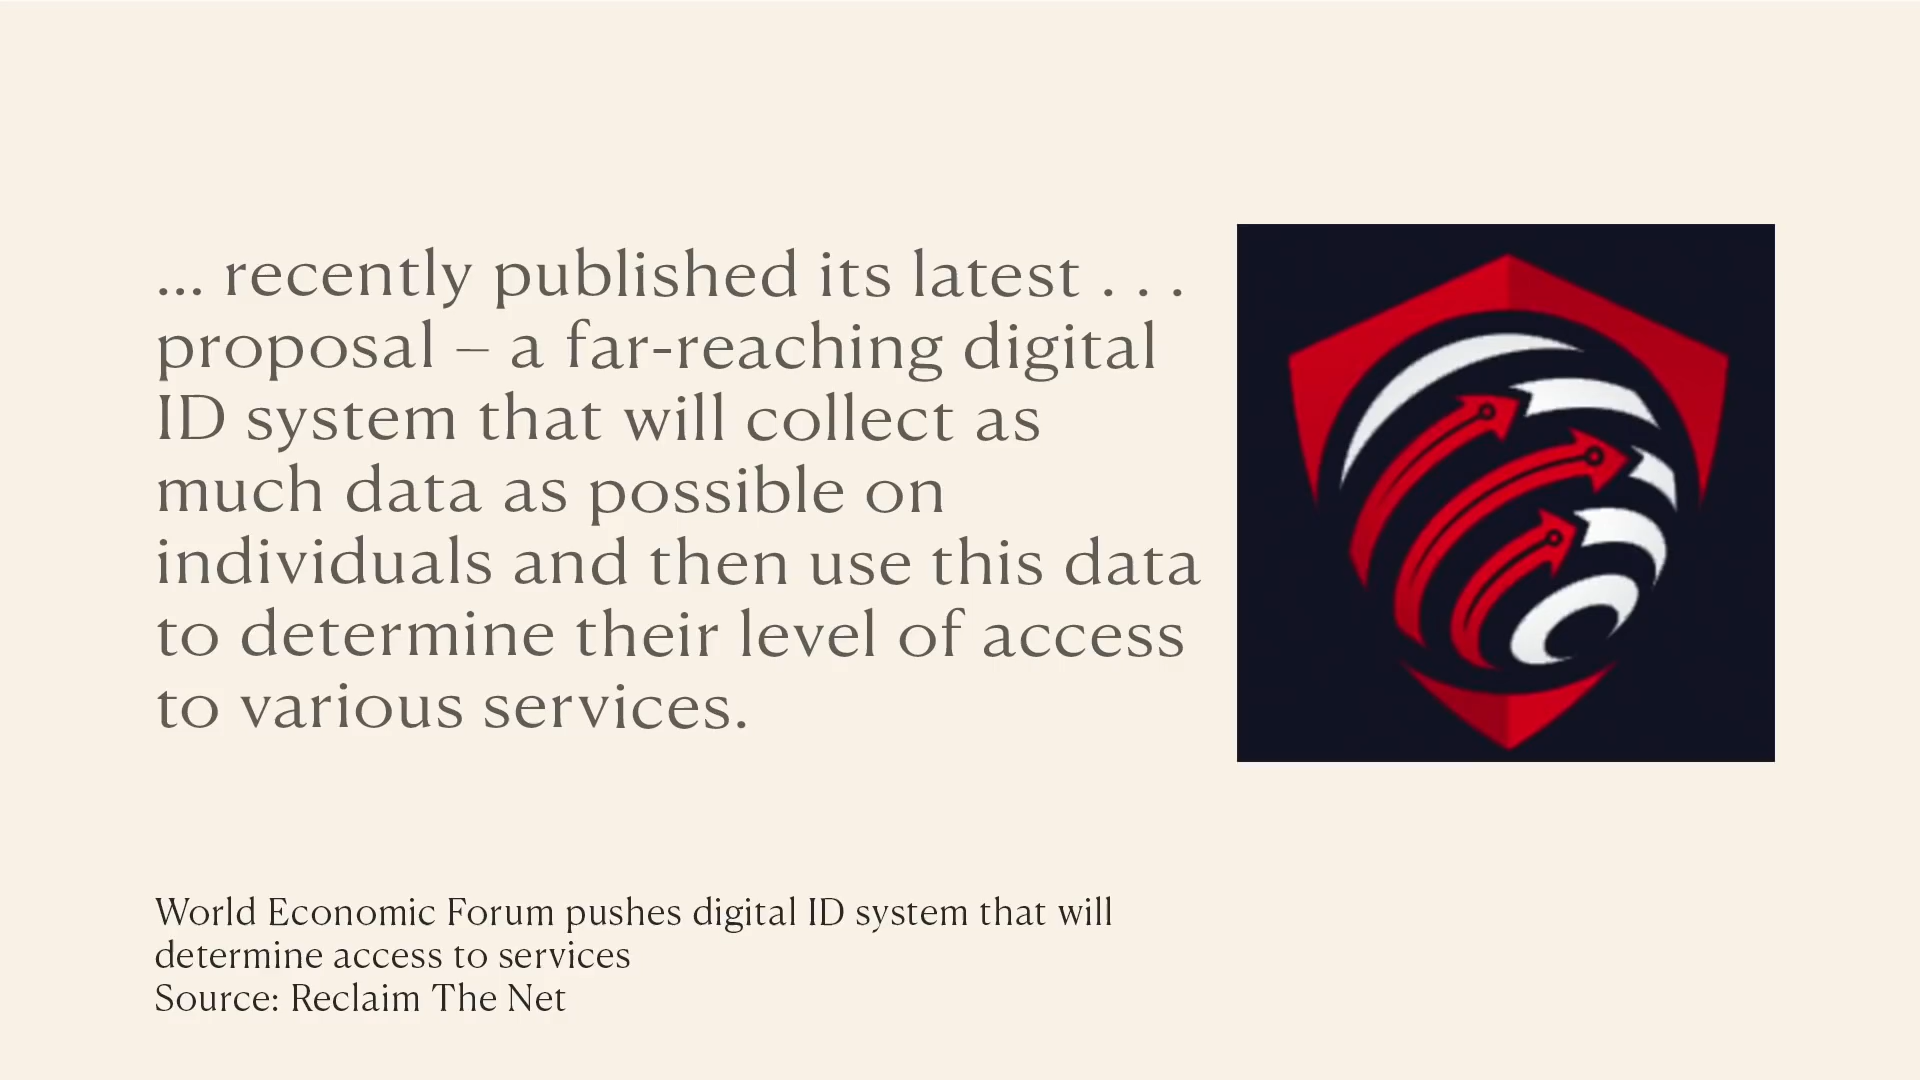 ... recently published its latest . . .
proposal – a far-reaching digital
ID system that will collect as
much data as possible on
individuals and then use this data
to determine their level of access
to various services.
World Economic Forum pushes digital ID system that will
determine access to services
Source: Reclaim The Net